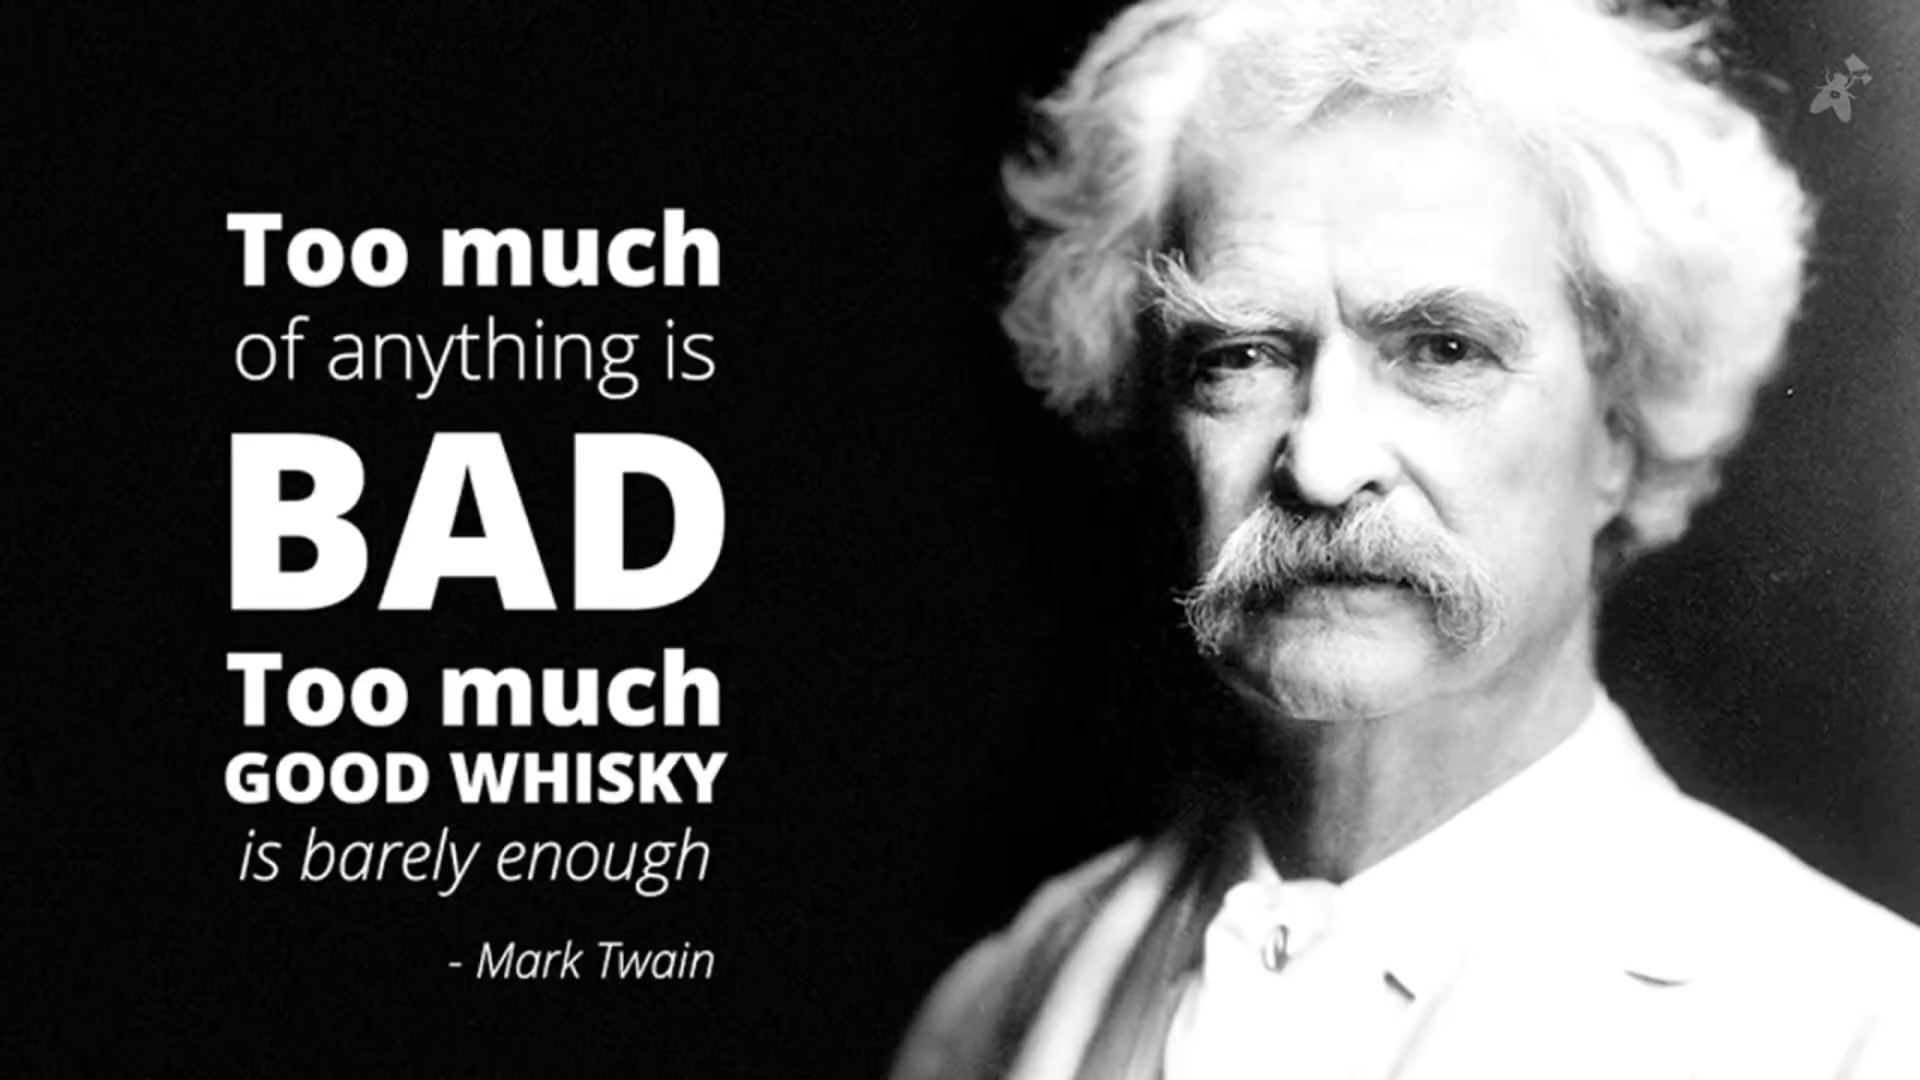 Too much
of anything is
BAD
Too much
GOOD WHISKY
is barely enough
- Mark Twain